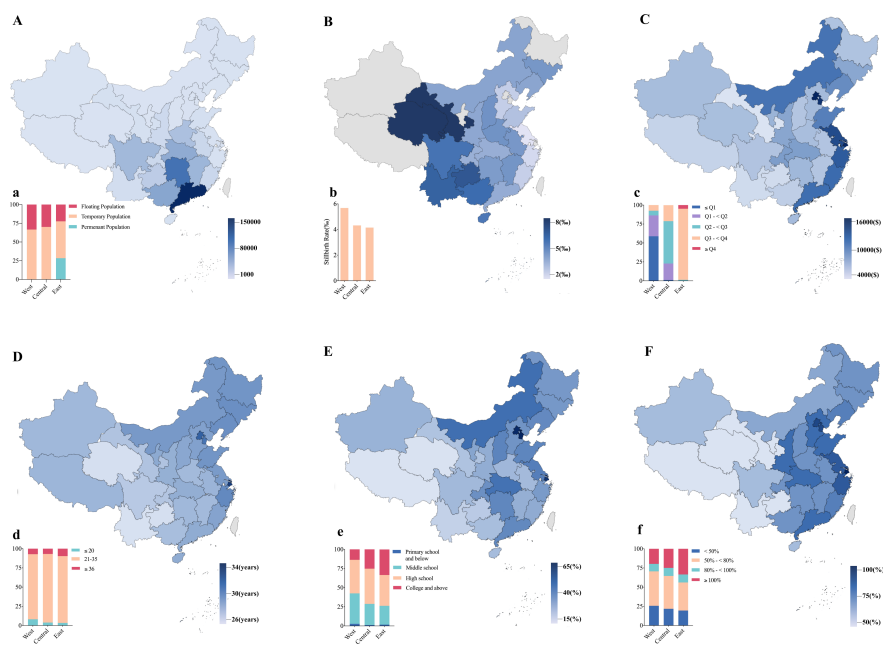 A
B
C
a
100
75
50
25
0
West
Central
East
Floating Population
Temporary Population
Permenant Population
150000
80000
1000
b
Stillbirth Rate(‰)
6
4
2
0
West
Central
East
8(‰)
5(‰)
2(‰)
c
100
75
50
25
0
West
Central
East
≤ Q1
Q1 - < Q2
Q2 - < Q3
Q3 - < Q4
≥ Q4
16000($)
10000($)
4000($)
D
E
F
d
100
75
50
25
0
West
Central
East
≤ 20
21-35
≥ 36
34(years)
30(years)
26(years)
e
100
75
50
25
0
West
Central
East
Primary school
and below
Middle school
High school
College and above
65(%)
40(%)
15(%)
f
100
75
50
25
0
West
Central
East
< 50%
50% - < 80%
80% - < 100%
≥ 100%
100(%)
75(%)
50(%)